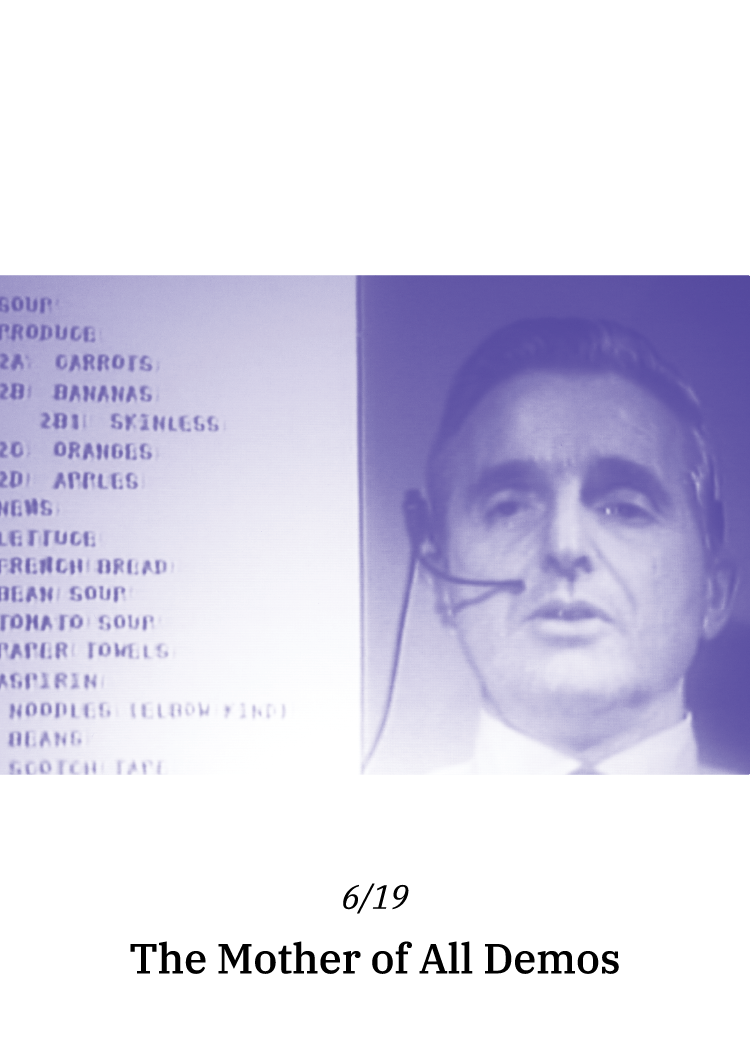 SOUP
PRODUCE
2A CARROTS
2B BANANAS
2B1 SKINLESS
2C ORANGES
2D APPLES
NEWS
LETTUCE
FRENCH BREAD
BEAN SOUP
TOMATO SOUP
PAPER TOWELS
ASPIRIN
NOODLES (ELBOW KIND)
BEANS
SCOTCH TAPE
6/19
The Mother of All Demos